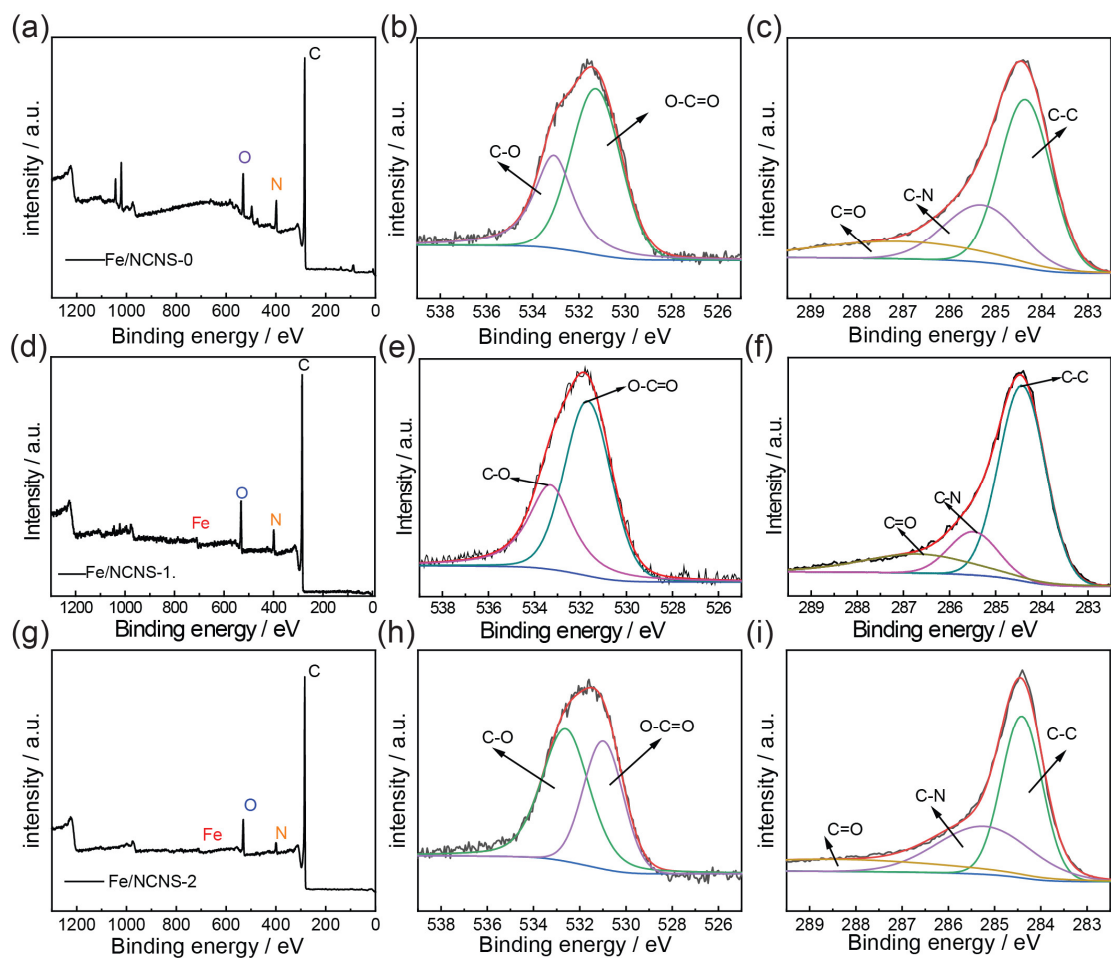 (a)
C
O
N
Fe/NCNS-0
intensity / a.u.
1200 1000 800 600 400 200 0
Binding energy / eV
(b)
O-C=O
C-O
intensity / a.u.
538 536 534 532 530 528 526
Binding energy / eV
(c)
C-C
C-N
C=O
intensity / a.u.
289 288 287 286 285 284 283
Binding energy / eV
(d)
C
O
Fe
N
Fe/NCNS-1.
Intensity / a.u.
1200 1000 800 600 400 200 0
Binding energy / eV
(e)
O-C=O
C-O
Intensity / a.u.
538 536 534 532 530 528 526
Binding energy / eV
(f)
C-C
C-N
C=O
Intensity / a.u.
289 288 287 286 285 284 283
Binding energy / eV
(g)
C
O
Fe
N
Fe/NCNS-2
intensity / a.u.
1200 1000 800 600 400 200 0
Binding energy / eV
(h)
C-O
O-C=O
intensity / a.u.
538 536 534 532 530 528 526
Binding energy / eV
(i)
C-C
C-N
C=O
intensity / a.u.
289 288 287 286 285 284 283
Binding energy / eV